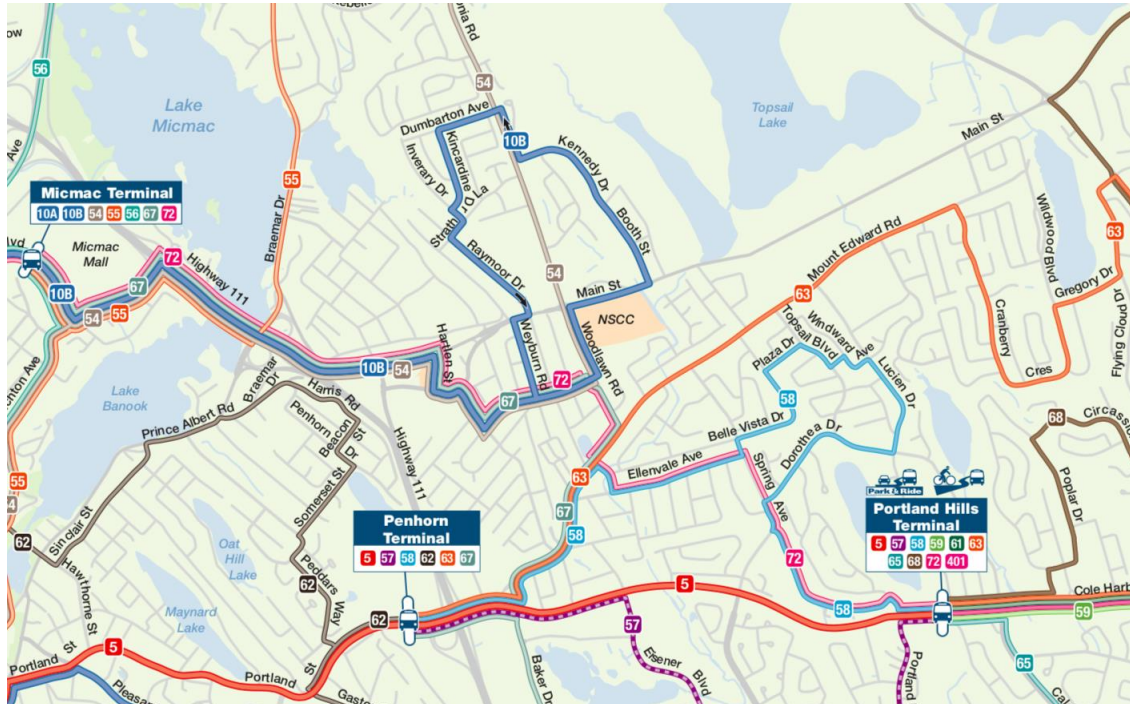 54
Dumbarton Ave
10B
Kennedy Dr
Booth St
Kincardine Dr
Inverary Dr
Strath La
Raymoor Dr
56
Ave
Lake
Micmac
Topsail
Lake
Main St
55
Braemar Dr
Micmac Terminal
10A 10B 54 55 56 67 72
Micmac
Mall
72
Highway 111
10B
67
54
55
54
Main St
NSCC
Woodlawn Rd
Weyburn Rd
Hartlen St
72
67
10B
54
Mount Edward Rd
63
Wildwood Blvd
63
Gregory Dr
Flying Cloud Dr
Cranberry
Cres
Windward Ave
Topsail Blvd
Plaza Dr
Lucien Dr
58
Belle Vista Dr
Dorothea Dr
Spring Ave
Ellenvale Ave
63
67
58
68
Poplar Dr
Lake
Banook
Braemar Dr
Prince Albert Rd
Harris Rd
Penhorn Dr
Beacon St
Somerset St
Highway 111
55
62
Sinclair St
Hawthorne St
Oat
Hill
Lake
Maynard
Lake
Peddars Way
62
Penhorn
Terminal
5 57 58 62 63 67
62
Park & Ride
Portland Hills
Terminal
5 57 58 59 61 63
65 68 72 401
72
58
5
57
Eisener Blvd
Baker Dr
Portland
59
65
Portland St
5
Portland St